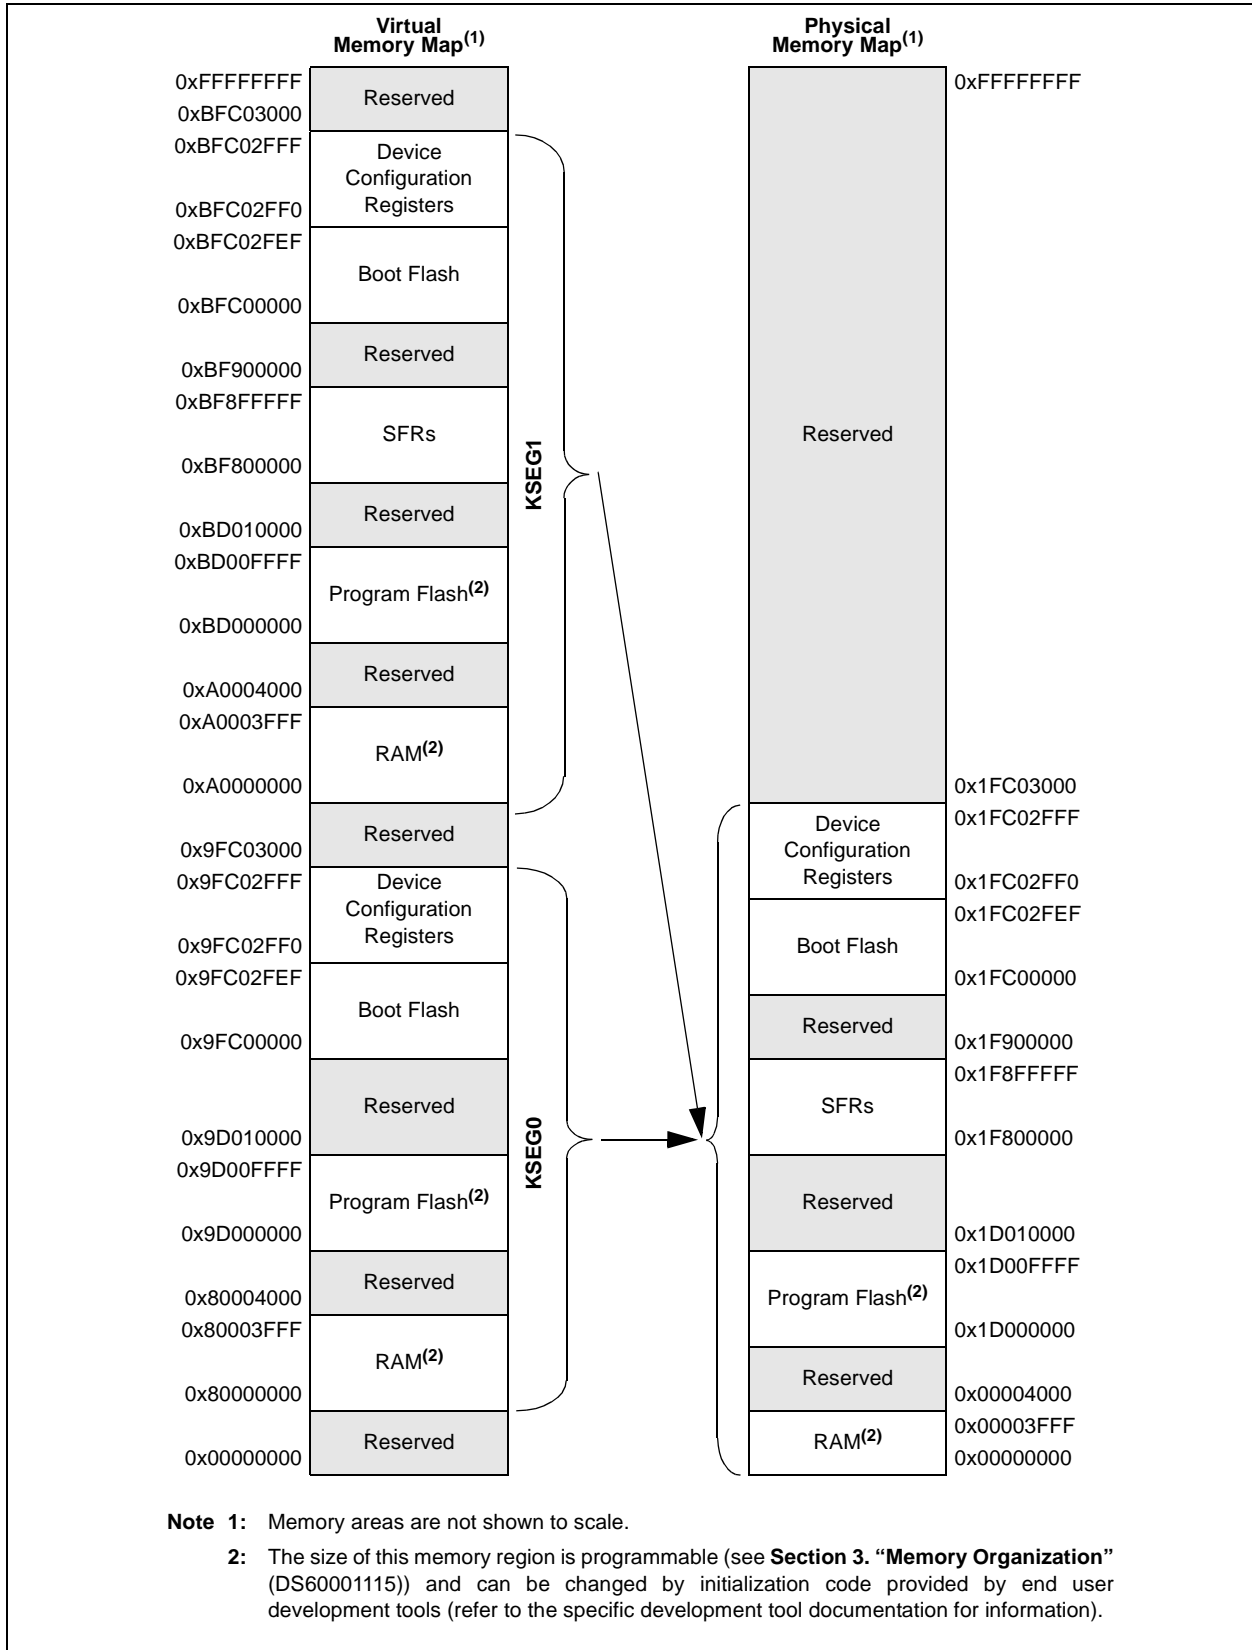 Virtual
Memory Map(1)
Physical
Memory Map(1)
0xFFFFFFFF
Reserved
0xBFC03000
0xBFC02FFF
Device
Configuration
Registers
0xBFC02FF0
0xBFC02FEF
Boot Flash
0xBFC00000
Reserved
0xBF900000
0xBF8FFFFF
SFRs
0xBF800000
Reserved
0xBD010000
0xBD00FFFF
Program Flash(2)
0xBD000000
Reserved
0xA0004000
0xA0003FFF
RAM(2)
0xA0000000
Reserved
0x9FC03000
0x9FC02FFF
Device
Configuration
Registers
0x9FC02FF0
0x9FC02FEF
Boot Flash
0x9FC00000
Reserved
0x9D010000
0x9D00FFFF
Program Flash(2)
0x9D000000
Reserved
0x80004000
0x80003FFF
RAM(2)
0x80000000
Reserved
0x00000000
KSEG1
KSEG0
0xFFFFFFFF
Reserved
0x1FC03000
0x1FC02FFF
Device
Configuration
Registers
0x1FC02FF0
0x1FC02FEF
Boot Flash
0x1FC00000
Reserved
0x1F900000
0x1F8FFFFF
SFRs
0x1F800000
Reserved
0x1D010000
0x1D00FFFF
Program Flash(2)
0x1D000000
Reserved
0x00004000
0x00003FFF
RAM(2)
0x00000000
Note 1: Memory areas are not shown to scale.
2: The size of this memory region is programmable (see Section 3. “Memory Organization”
(DS60001115)) and can be changed by initialization code provided by end user
development tools (refer to the specific development tool documentation for information).